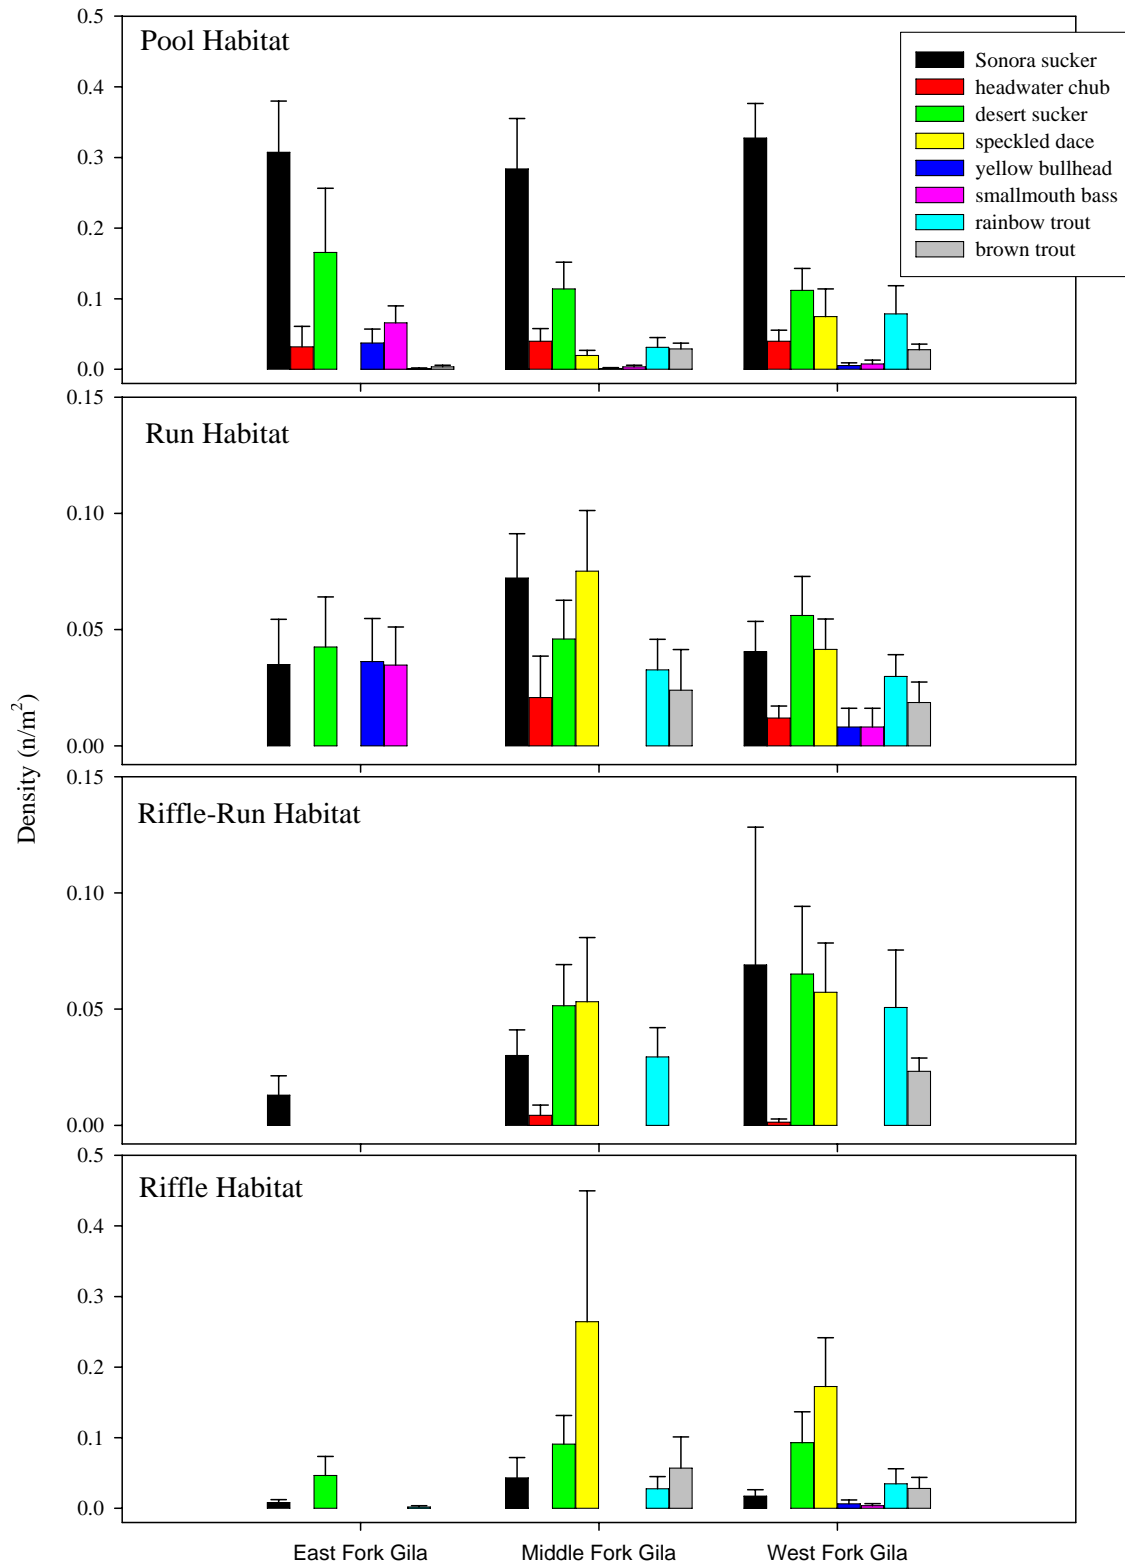 Pool Habitat
0.5
0.4
0.3
0.2
0.1
0.0
Sonora sucker
headwater chub
desert sucker
speckled dace
yellow bullhead
smallmouth bass
rainbow trout
brown trout
Run Habitat
0.15
0.10
0.05
0.00
Density (n/m²)
Riffle-Run Habitat
0.15
0.10
0.05
0.00
Riffle Habitat
0.5
0.4
0.3
0.2
0.1
0.0
East Fork Gila Middle Fork Gila West Fork Gila